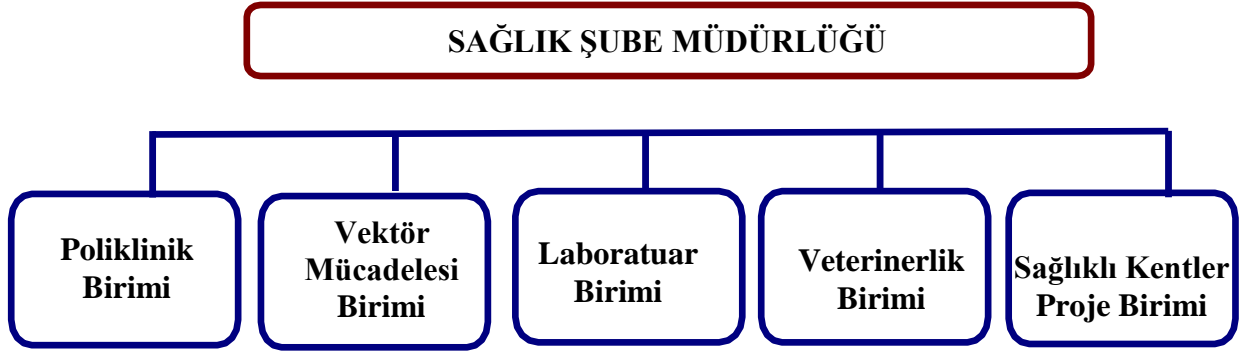 SAĞLIK ŞUBE MÜDÜRLÜĞÜ
Poliklinik
Birimi
Vektör
Mücadelesi
Birimi
Laboratuar
Birimi
Veterinerlik
Birimi
Sağlıklı Kentler
Proje Birimi